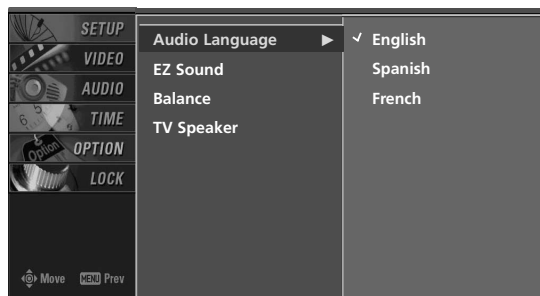 SETUP
VIDEO
AUDIO
TIME
OPTION
LOCK
Option
Move MENU Prev
Audio Language ▶
EZ Sound
Balance
TV Speaker
✓ English
Spanish
French